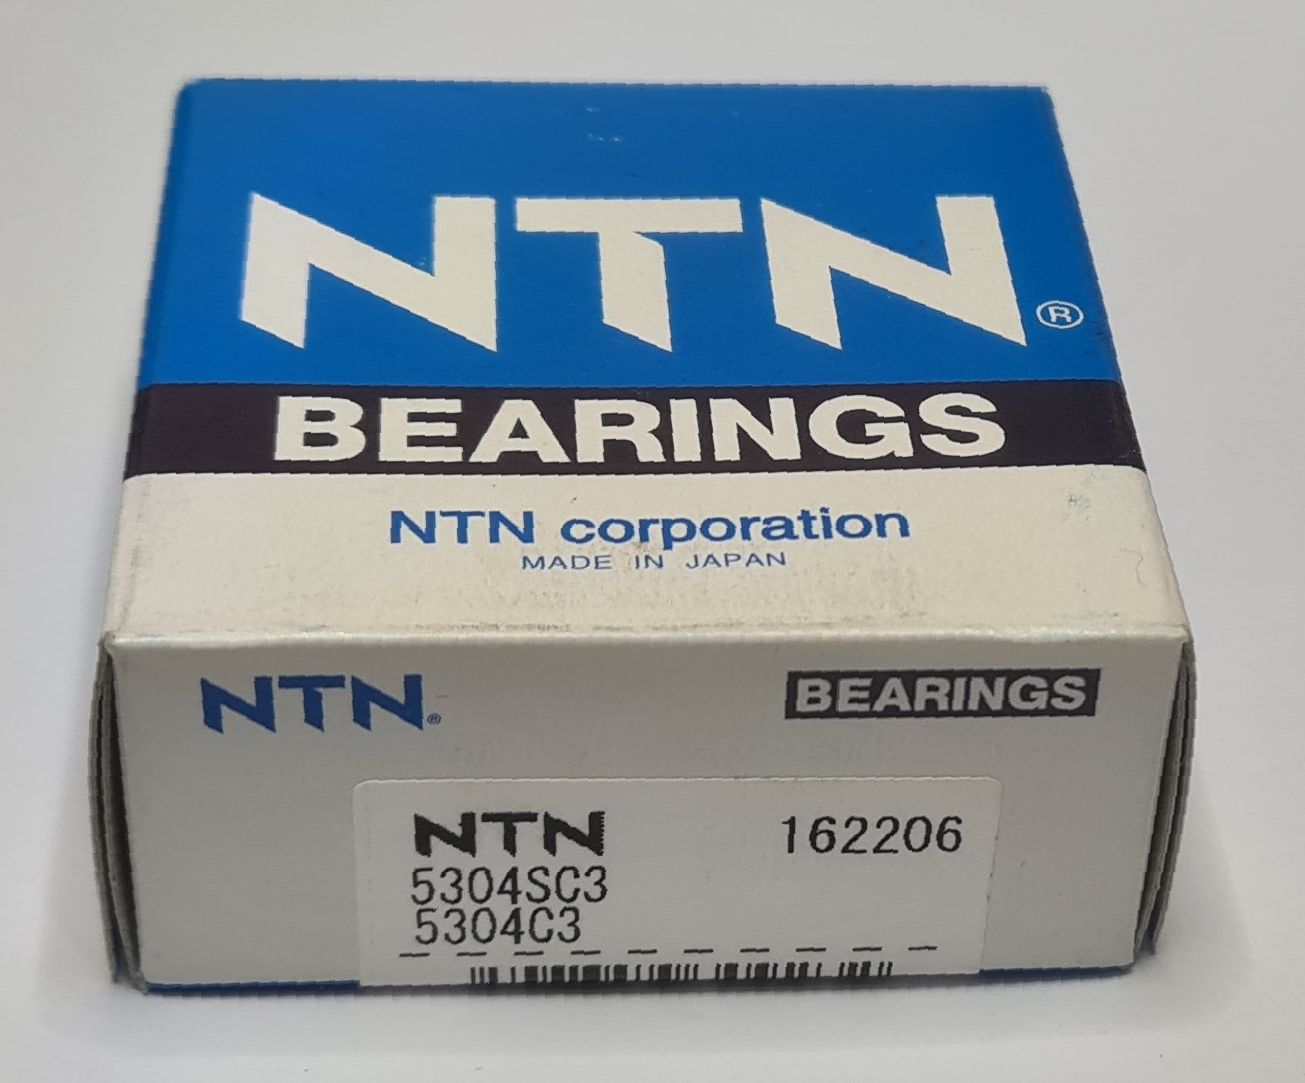 NTN®
BEARINGS
NTN corporation
MADE IN JAPAN
NTN® BEARINGS
NTN 162206
5304SC3
5304C3